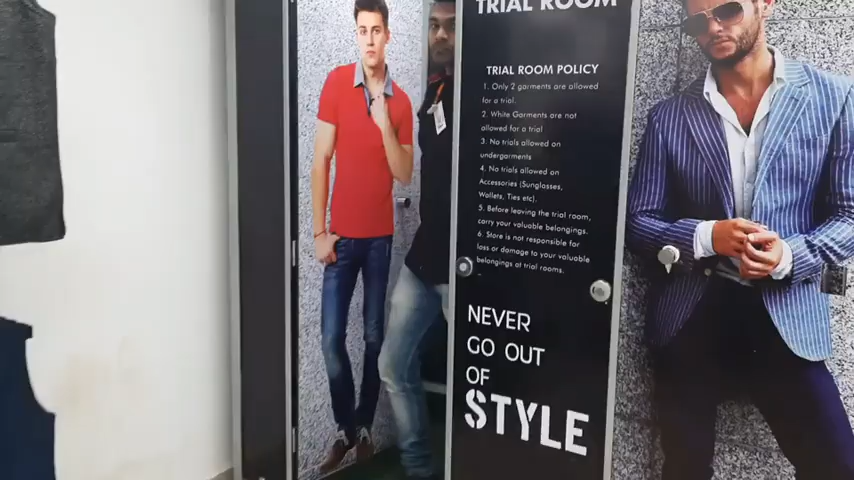 TRIAL ROOM
TRIAL ROOM POLICY
1. Only 2 garments are allowed
for a trial.
2. White Garments are not
allowed for trial.
3. No trials allowed on
undergarments
4. No trials allowed on
Accessories (Sunglasses,
Wallets, Ties etc).
5. Before leaving the trial room,
carry your valuable belongings.
6. Store is not responsible for
loss or damage to your valuable
belongings at trial rooms.
NEVER
GO OUT
OF
STYLE